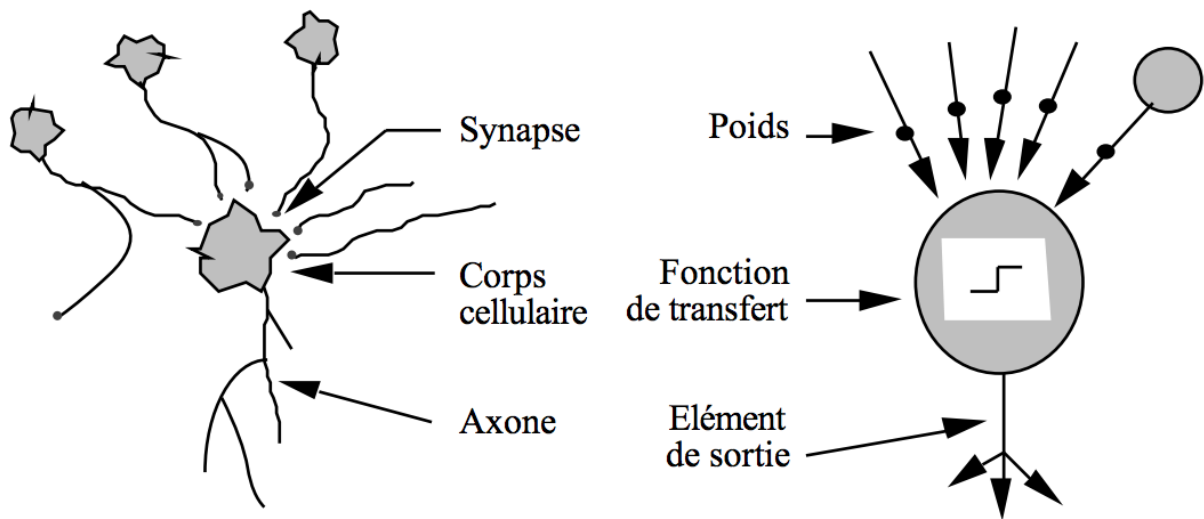 Synapse
Corps
cellulaire
Axone
Poids
Fonction
de transfert
Elément
de sortie